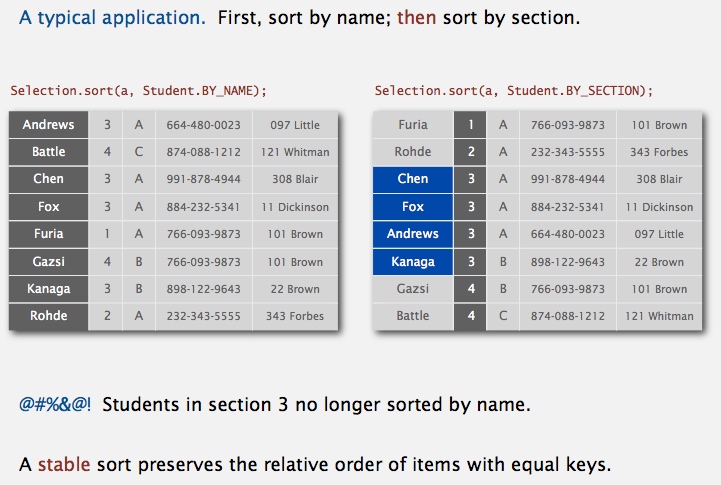 A typical application. First, sort by name; then sort by section.
Selection.sort(a, Student.BY_NAME);
Andrews 3 A 664-480-0023 097 Little
Battle 4 C 874-088-1212 121 Whitman
Chen 3 A 991-878-4944 308 Blair
Fox 3 A 884-232-5341 11 Dickinson
Furia 1 A 766-093-9873 101 Brown
Gazsi 4 B 766-093-9873 101 Brown
Kanaga 3 B 898-122-9643 22 Brown
Rohde 2 A 232-343-5555 343 Forbes
Selection.sort(a, Student.BY_SECTION);
Furia 1 A 766-093-9873 101 Brown
Rohde 2 A 232-343-5555 343 Forbes
Chen 3 A 991-878-4944 308 Blair
Fox 3 A 884-232-5341 11 Dickinson
Andrews 3 A 664-480-0023 097 Little
Kanaga 3 B 898-122-9643 22 Brown
Gazsi 4 B 766-093-9873 101 Brown
Battle 4 C 874-088-1212 121 Whitman
@#%&@! Students in section 3 no longer sorted by name.
A stable sort preserves the relative order of items with equal keys.